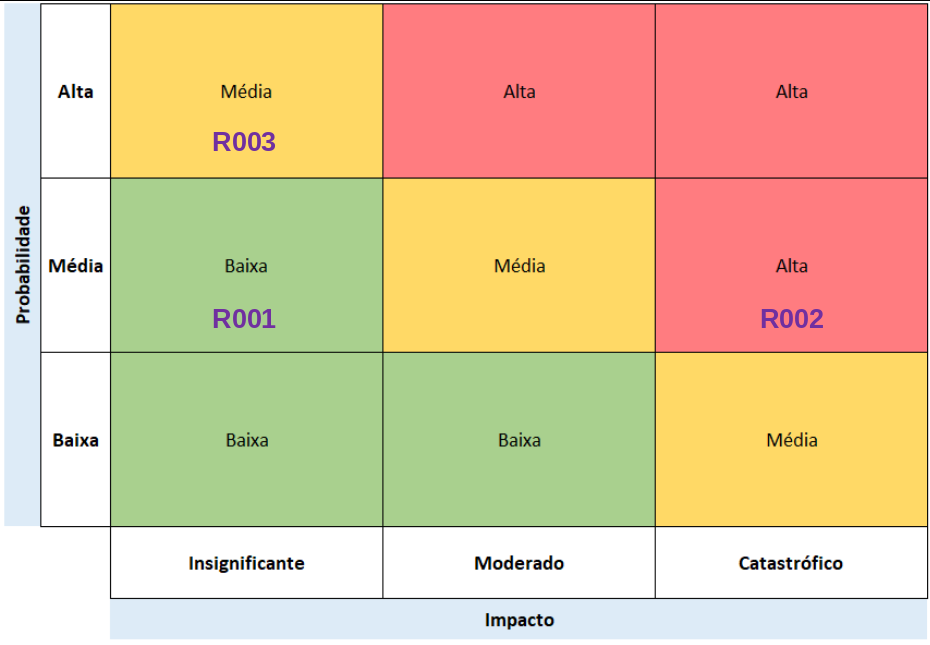 Probabilidade
Alta
Média
R003
Alta
Alta
Média
Baixa
R001
Média
Alta
R002
Baixa
Baixa
Baixa
Média
Insignificante
Moderado
Catastrófico
Impacto